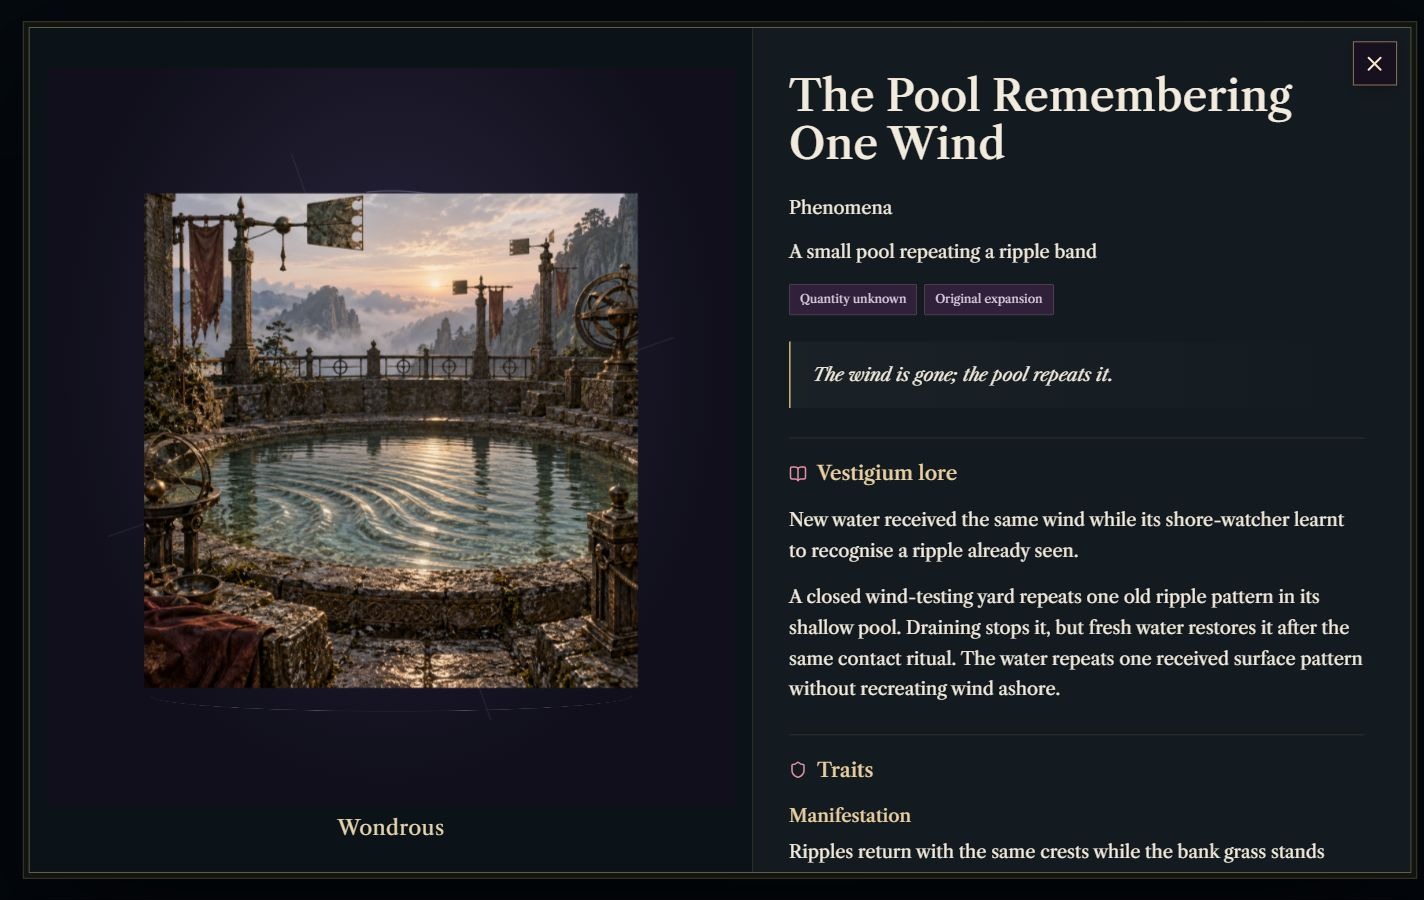 The Pool Remembering
One Wind
Phenomena
A small pool repeating a ripple band
Quantity unknown
Original expansion
The wind is gone; the pool repeats it.
Vestigium lore
New water received the same wind while its shore-watcher learnt
to recognise a ripple already seen.
A closed wind-testing yard repeats one old ripple pattern in its
shallow pool. Draining stops it, but fresh water restores it after the
same contact ritual. The water repeats one received surface pattern
without recreating wind ashore.
Traits
Manifestation
Ripples return with the same crests while the bank grass stands
Wondrous